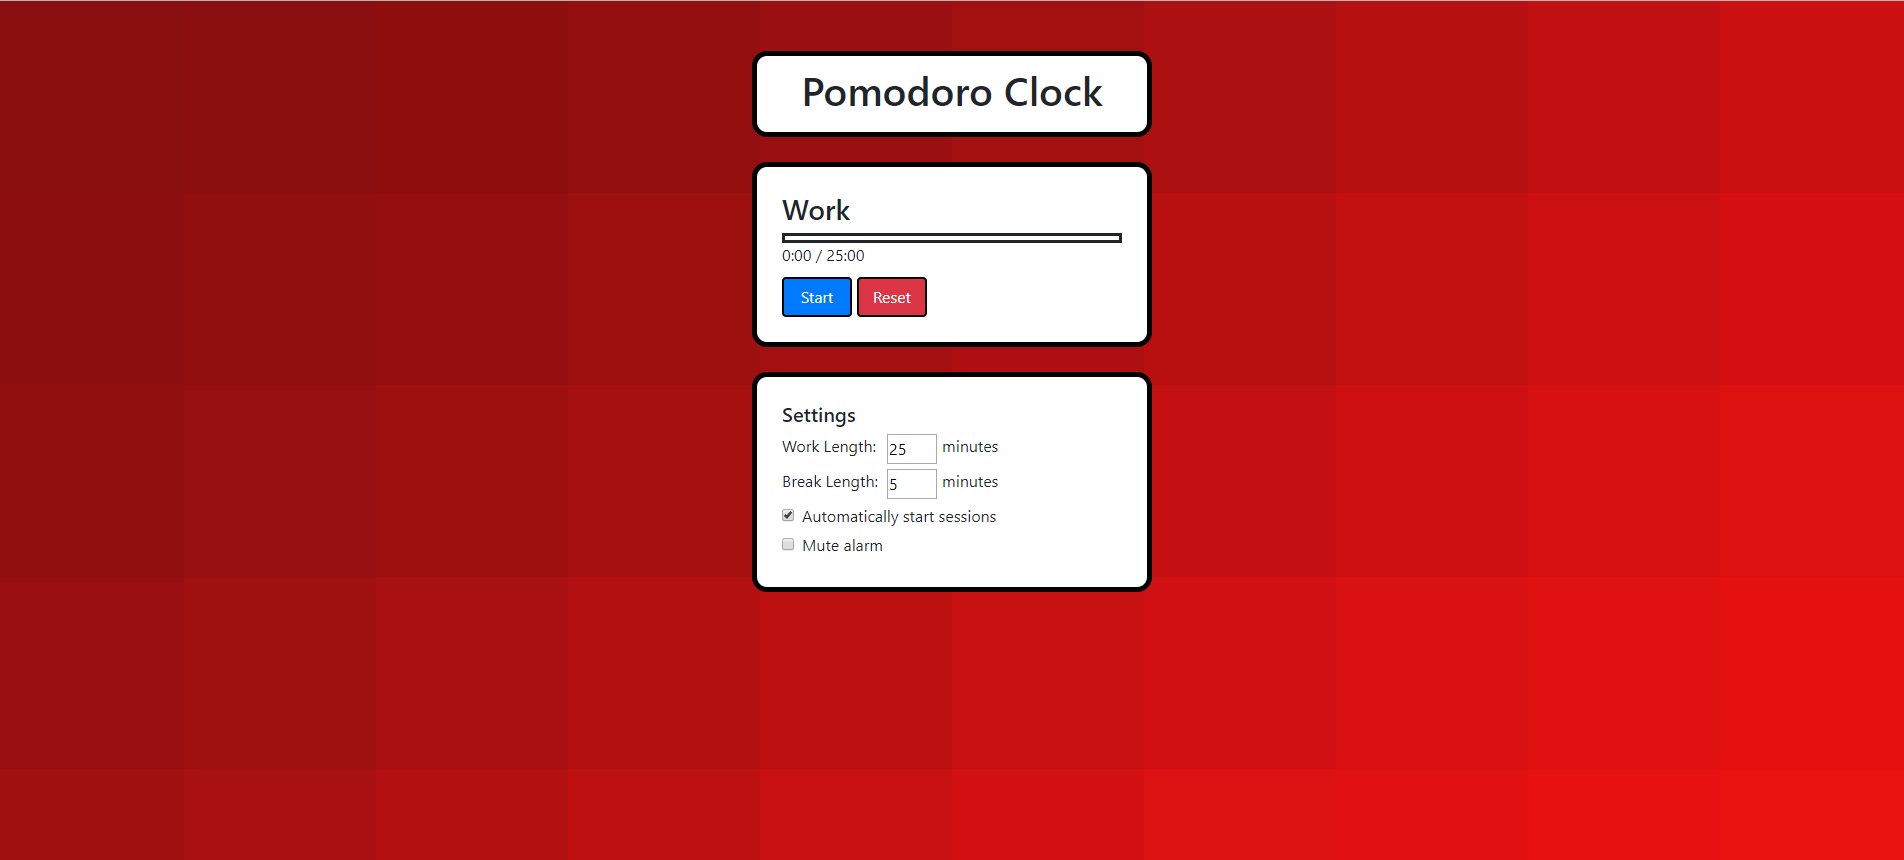 Pomodoro Clock
Work
0:00 / 25:00
Start Reset
Settings
Work Length: 25 minutes
Break Length: 5 minutes
Automatically start sessions
Mute alarm